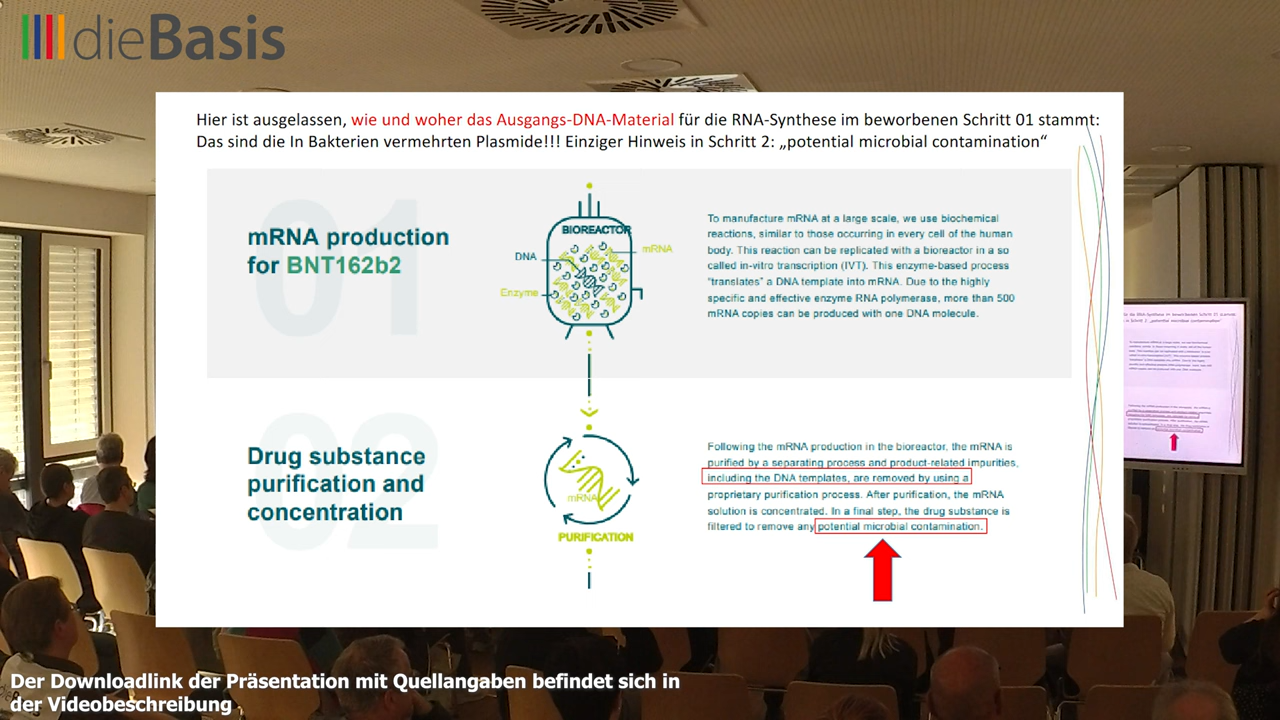 dieBasis
Hier ist ausgelassen, wie und woher das Ausgangs-DNA-Material für die RNA-Synthese im beworbenen Schritt 01 stammt:
Das sind die In Bakterien vermehrten Plasmide!!! Einziger Hinweis in Schritt 2: „potential microbial contamination“
01
mRNA production
for BNT162b2
BIOREACTOR
DNA
mRNA
Enzyme
To manufacture mRNA at a large scale, we use biochemical
reactions, similar to those occurring in every cell of the human
body. This reaction can be replicated with a bioreactor in a so
called in-vitro transcription (IVT). This enzyme-based process
“translates” a DNA template into mRNA. Due to the highly
specific and effective enzyme RNA polymerase, more than 500
mRNA copies can be produced with one DNA molecule.
02
Drug substance
purification and
concentration
mRNA
PURIFICATION
Following the mRNA production in the bioreactor, the mRNA is
purified by a separating process and product-related impurities,
including the DNA templates, are removed by using a
proprietary purification process. After purification, the mRNA
solution is concentrated. In a final step, the drug substance is
filtered to remove any potential microbial contamination.
Der Downloadlink der Präsentation mit Quellangaben befindet sich in
der Videobeschreibung